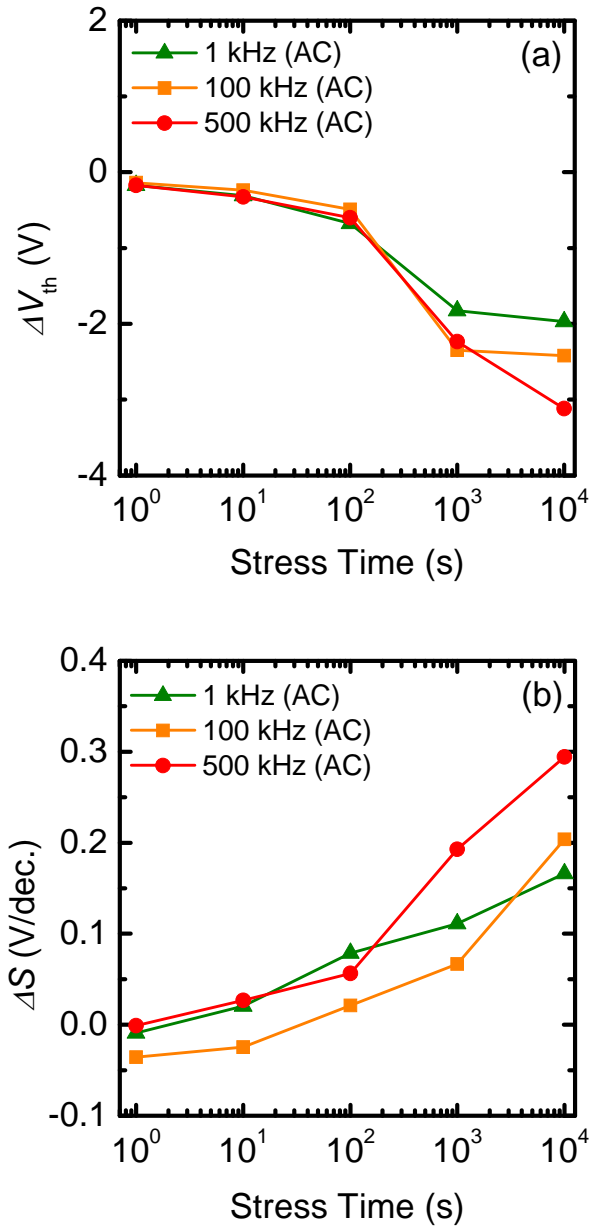 (a)
1 kHz (AC)
100 kHz (AC)
500 kHz (AC)
2
0
-2
-4
ΔVth (V)
10⁰ 10¹ 10² 10³ 10⁴
Stress Time (s)
(b)
1 kHz (AC)
100 kHz (AC)
500 kHz (AC)
0.4
0.3
0.2
0.1
0.0
-0.1
ΔS (V/dec.)
10⁰ 10¹ 10² 10³ 10⁴
Stress Time (s)